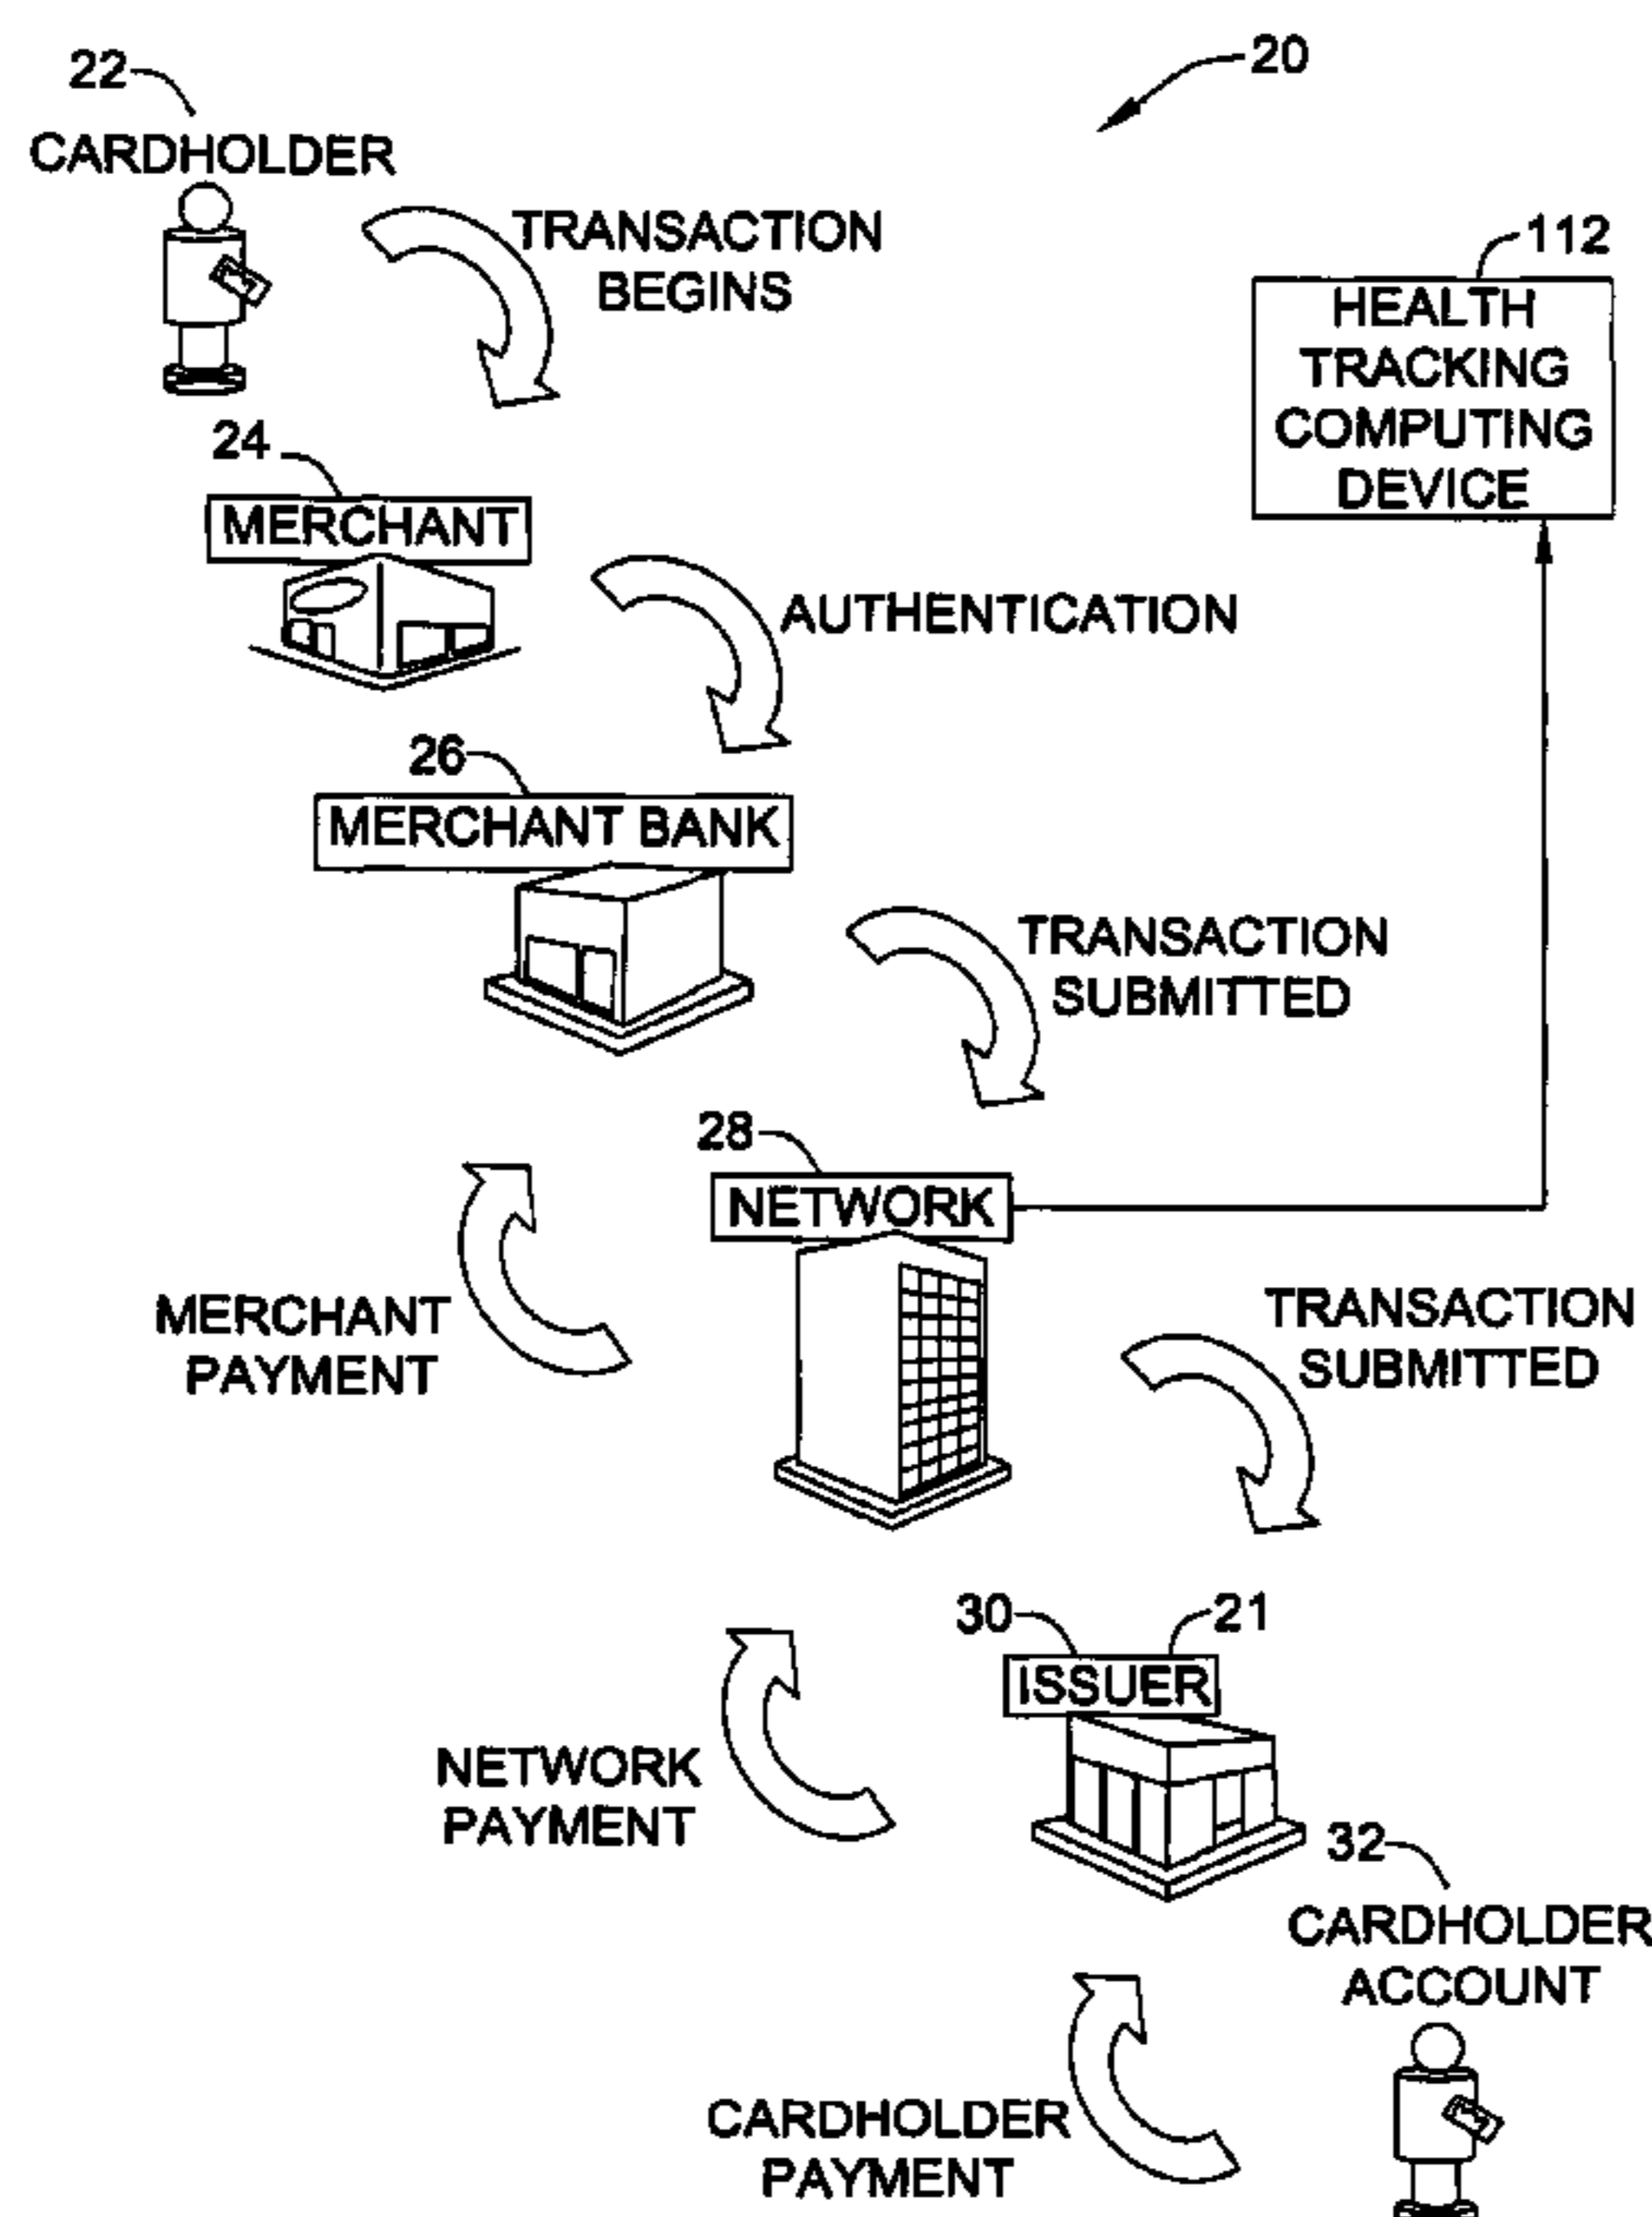 20
22
CARDHOLDER
TRANSACTION
BEGINS
112
HEALTH
TRACKING
COMPUTING
DEVICE
24
MERCHANT
AUTHENTICATION
26
MERCHANT BANK
TRANSACTION
SUBMITTED
28
NETWORK
MERCHANT
PAYMENT
TRANSACTION
SUBMITTED
30
21
ISSUER
NETWORK
PAYMENT
32
CARDHOLDER
ACCOUNT
CARDHOLDER
PAYMENT